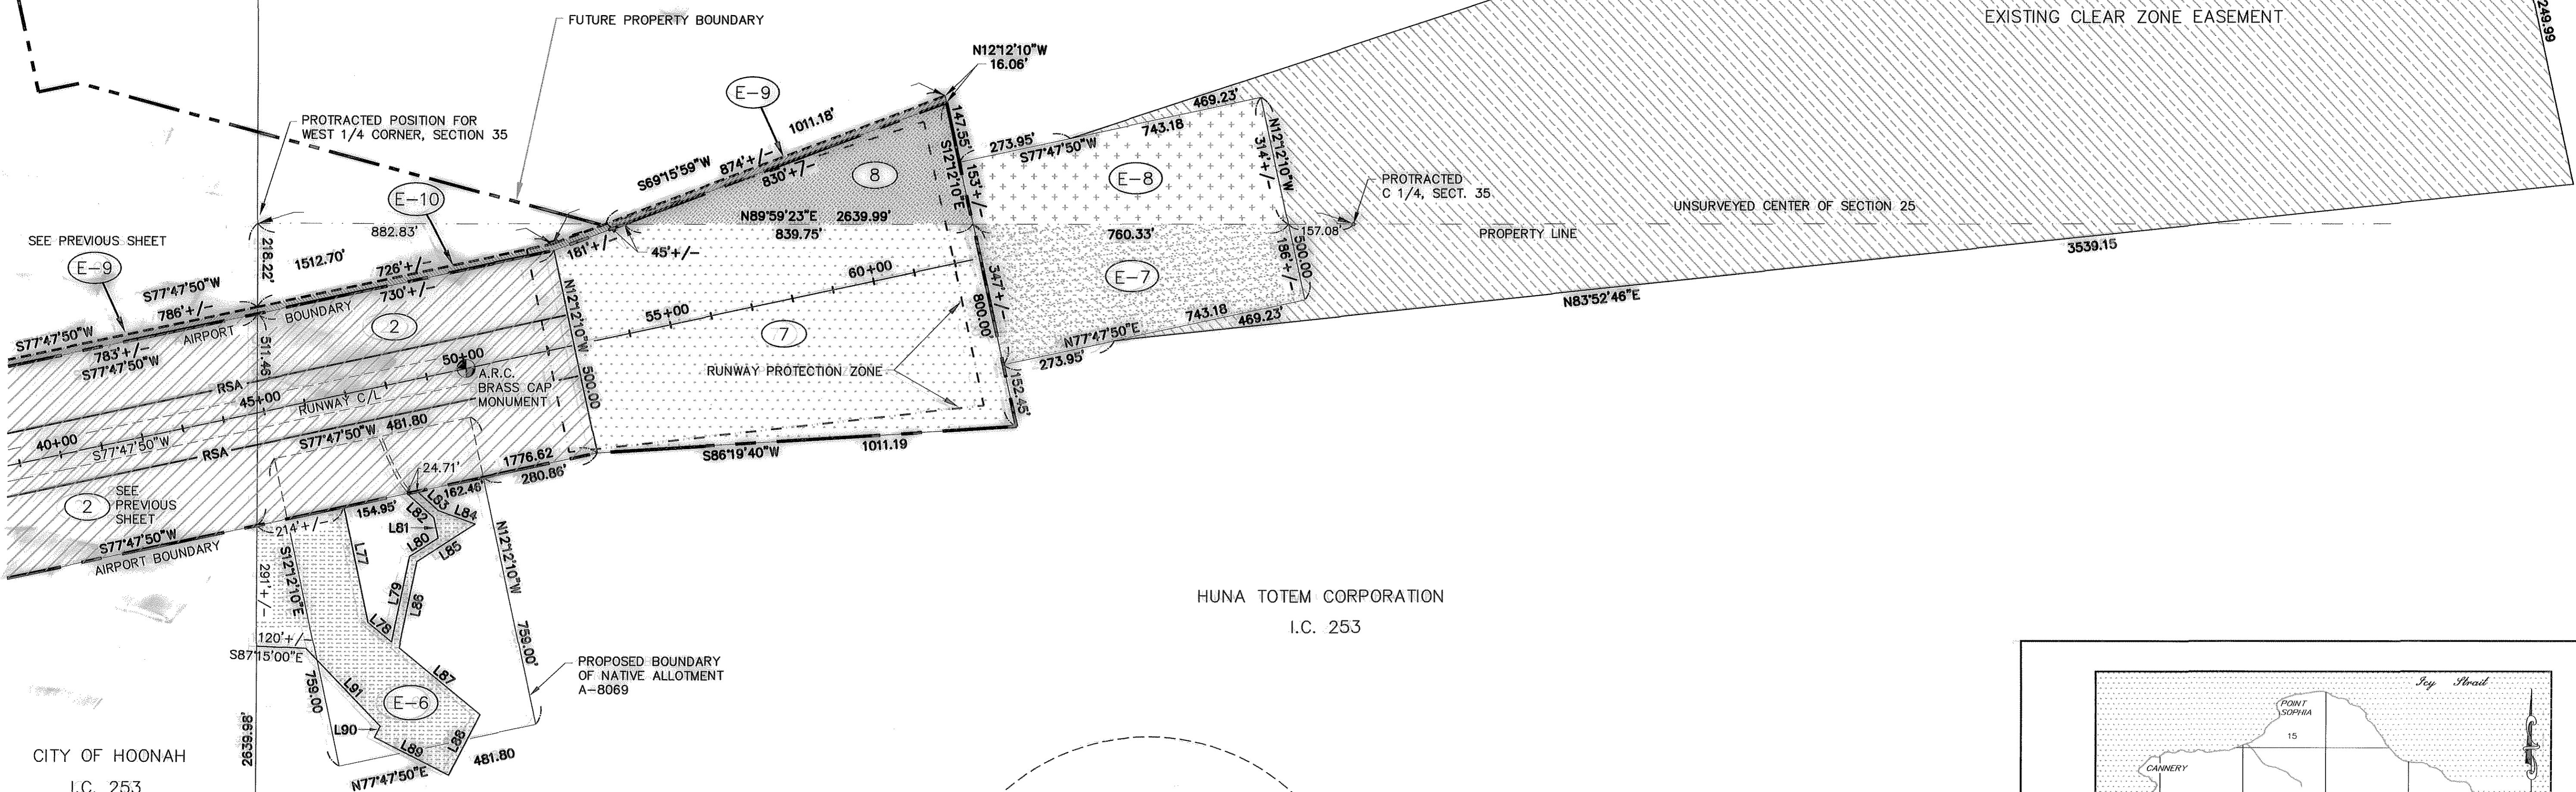 FUTURE PROPERTY BOUNDARY
EXISTING CLEAR ZONE EASEMENT
249.99
N12°12'10"W
16.06'
E-9
1011.18'
PROTRACTED POSITION FOR
WEST 1/4 CORNER, SECTION 35
S69°15'59"W
874'+/-
830'+/-
8
147.55'
S12°12'10"E
153'+/-
469.23'
743.18
273.95'
S77°47'50"W
E-8
N12°12'10"W
314'+/-
PROTRACTED
C 1/4, SECT. 35
UNSURVEYED CENTER OF SECTION 25
PROPERTY LINE
3539.15
N83°52'46"E
E-10
N89°59'23"E 2639.99'
839.75'
760.33'
157.08'
882.83'
218.22'
1512.70'
726'+/-
730'+/-
181'+/-
45'+/-
SEE PREVIOUS SHEET
E-9
S77°47'50"W
786'+/-
S77°47'50"W
783'+/-
S77°47'50"W
AIRPORT BOUNDARY
2
511.46
N12°12'10"W
500.00
60+00
55+00
7
347'+/-
800.00'
E-7
186'+/-
500.00
743.18
469.23'
N77°47'50"E
273.95'
152.45'
RUNWAY PROTECTION ZONE
50+00
A.R.C.
BRASS CAP
MONUMENT
RSA
45+00
RUNWAY C/L
40+00
S77°47'50"W
RSA
S77°47'50"W 481.80
S86°19'40"W
1011.19
1776.62
280.86'
24.71'
162.46'
2
SEE
PREVIOUS
SHEET
154.95'
214'+/-
S77°47'50"W
AIRPORT BOUNDARY
L83
L82
L84
L81
L80
L85
L77
L79
L86
L78
S12°12'10"E
291'+/-
N12°12'10"W
759.00'
120'+/-
S87°15'00"E
759.00
L87
L91
E-6
L90
L88
L89
481.80
N77°47'50"E
2639.98'
PROPOSED BOUNDARY
OF NATIVE ALLOTMENT
A-8069
HUNA TOTEM CORPORATION
I.C. 253
CITY OF HOONAH
I.C. 253
Icy Strait
POINT
SOPHIA
15
CANNERY